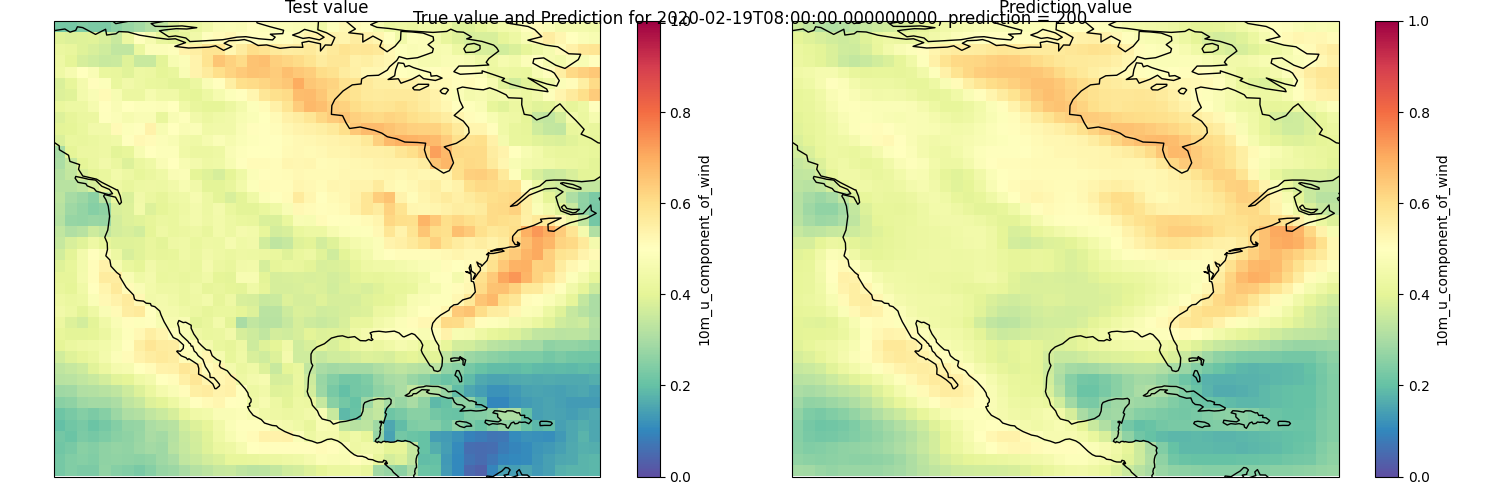 Test value
Prediction value
True value and Prediction for 2020-02-19T08:00:00.000000000, prediction = 200
1.0
0.8
0.6
0.4
0.2
0.0
10m_u_component_of_wind
1.0
0.8
0.6
0.4
0.2
0.0
10m_u_component_of_wind